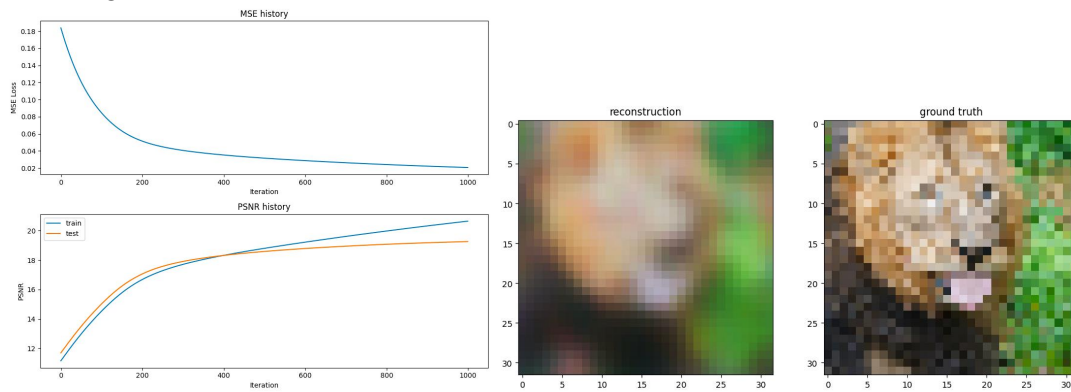 MSE history
0.18
0.16
0.14
0.12
0.10
0.08
0.06
0.04
0.02
MSE Loss
0 200 400 600 800 1000
Iteration
PSNR history
train
test
20
18
16
14
12
PSNR
0 200 400 600 800 1000
Iteration
reconstruction
0
5
10
15
20
25
30
0 5 10 15 20 25 30
ground truth
0
5
10
15
20
25
30
0 5 10 15 20 25 30